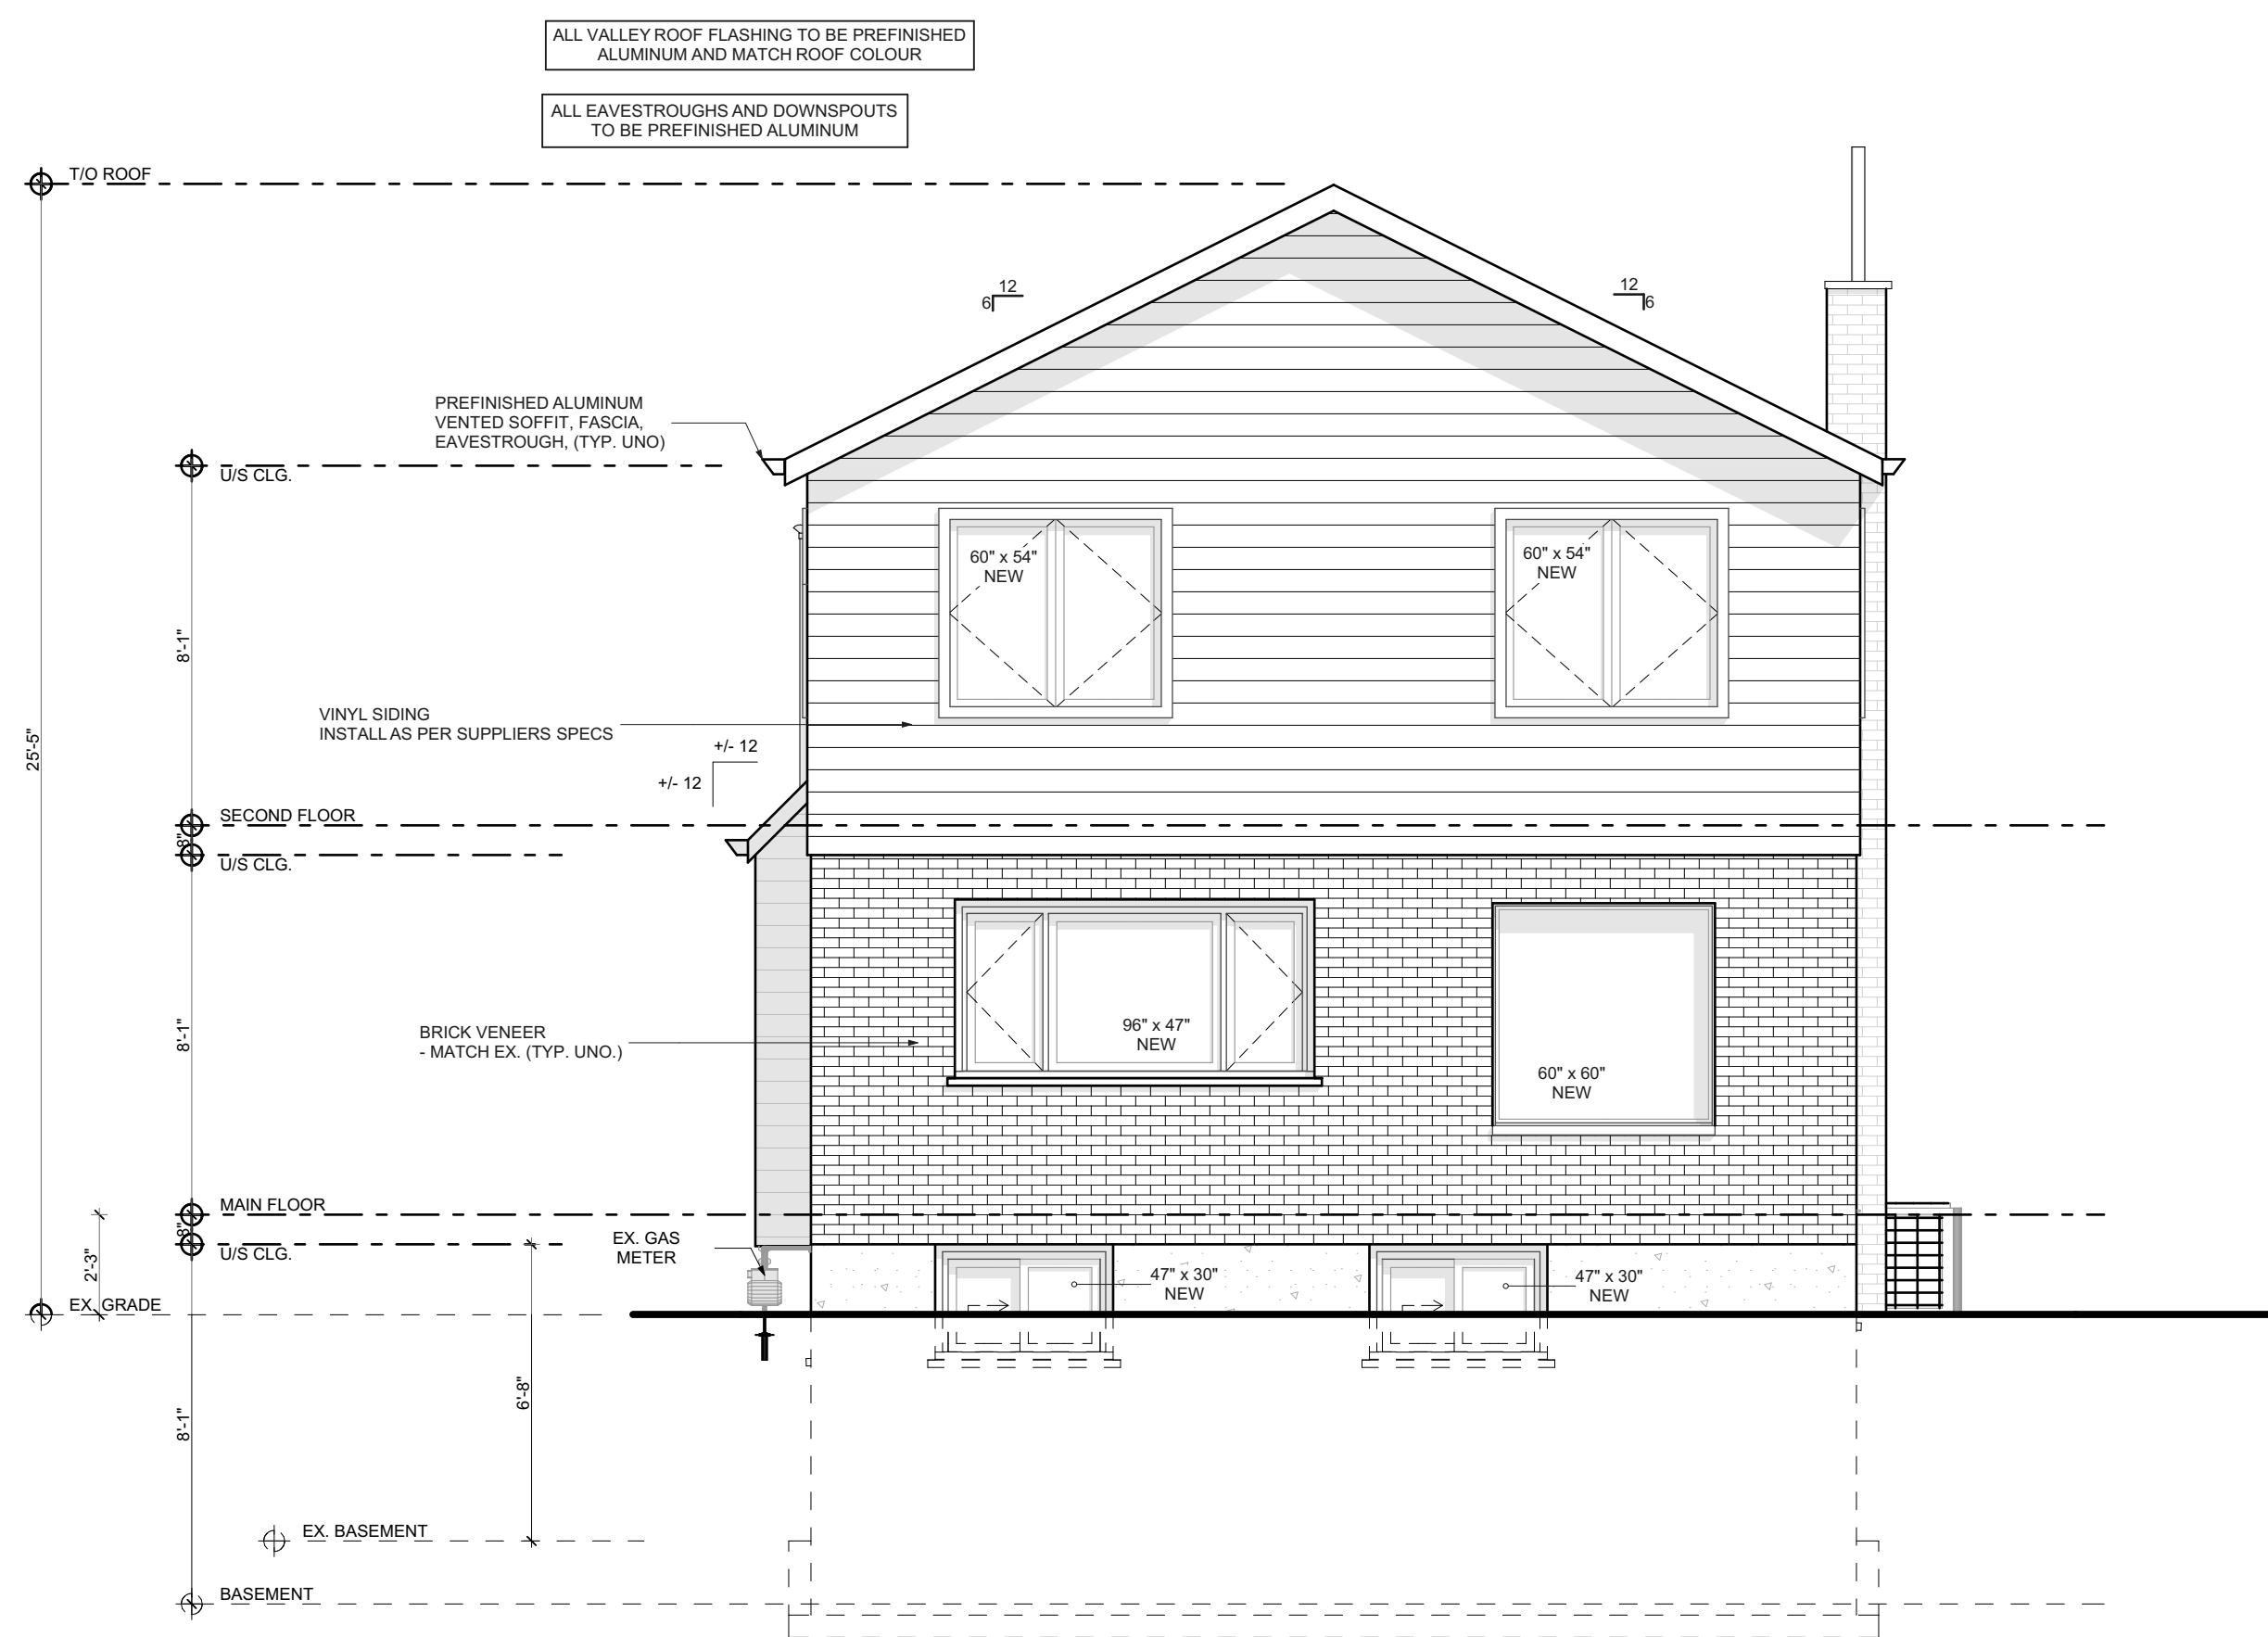 ALL VALLEY ROOF FLASHING TO BE PREFINISHED
ALUMINUM AND MATCH ROOF COLOUR
ALL EAVESTROUGHS AND DOWNSPOUTS
TO BE PREFINISHED ALUMINUM
T/O ROOF
12
6
12
6
PREFINISHED ALUMINUM
VENTED SOFFIT, FASCIA,
EAVESTROUGH, (TYP. UNO)
U/S CLG.
60" x 54"
NEW
60" x 54"
NEW
8'-1"
VINYL SIDING
INSTALL AS PER SUPPLIERS SPECS
+/- 12
+/- 12
25'-5"
SECOND FLOOR
8"
U/S CLG.
8'-1"
BRICK VENEER
- MATCH EX. (TYP. UNO.)
96" x 47"
NEW
60" x 60"
NEW
MAIN FLOOR
8"
U/S CLG.
2'-3"
EX. GAS
METER
47" x 30"
NEW
47" x 30"
NEW
EX. GRADE
8'-1"
6'-8"
EX. BASEMENT
BASEMENT